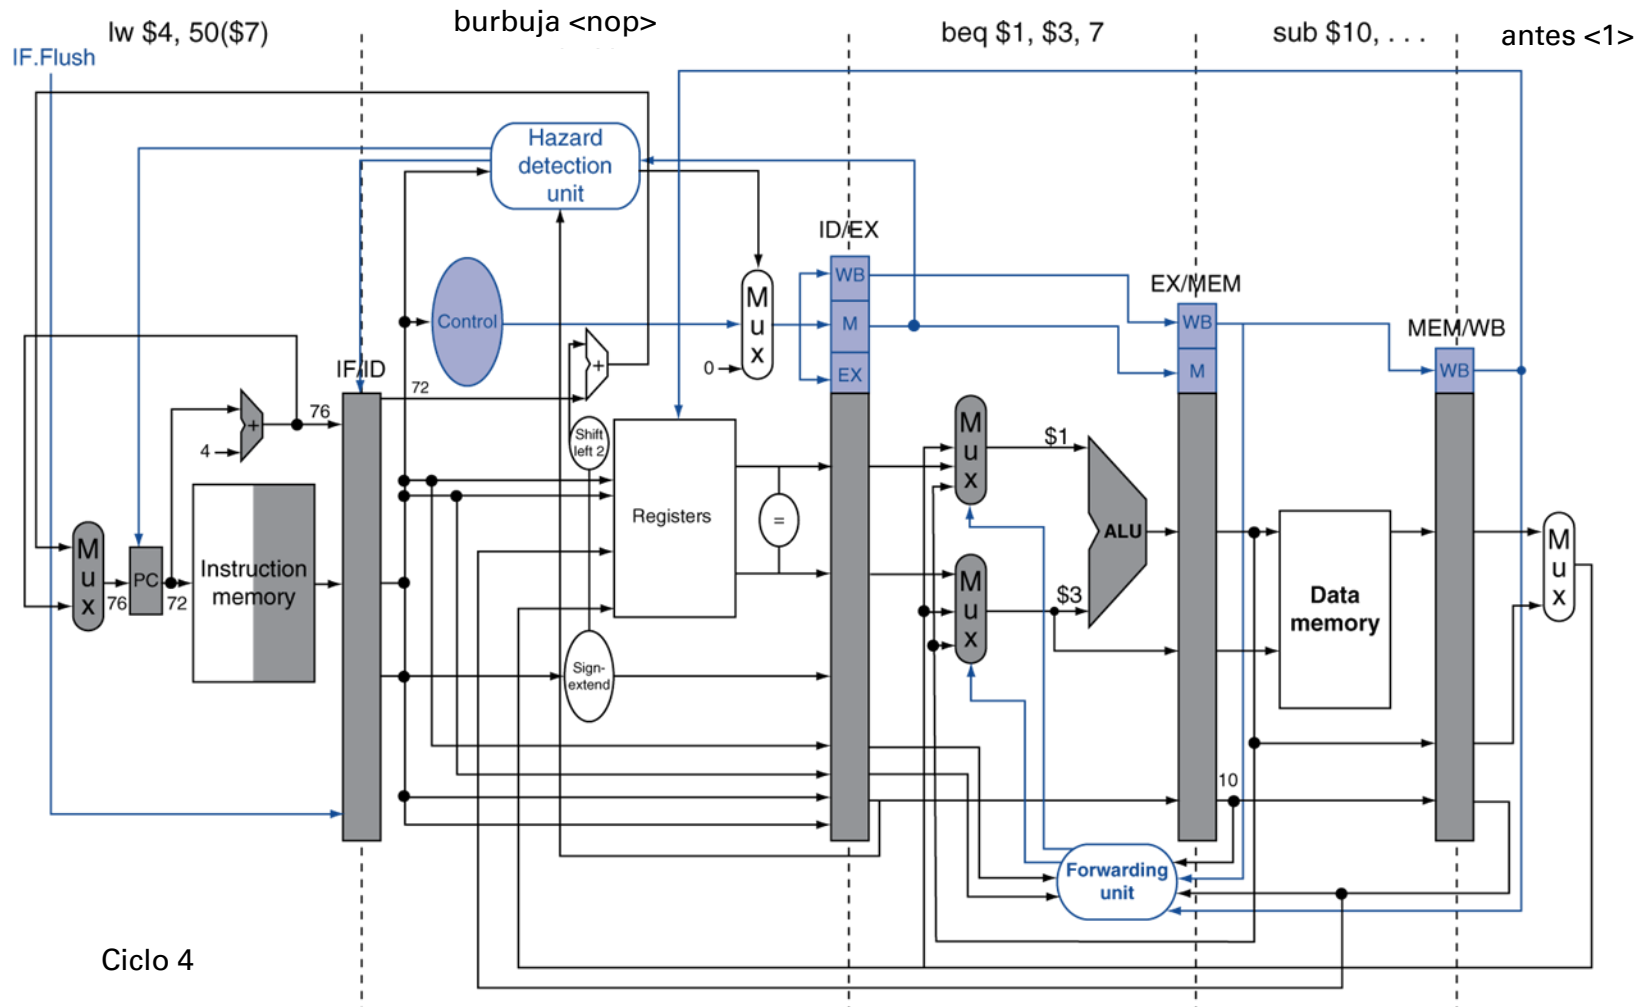 lw $4, 50($7)
burbuja <nop>
beq $1, $3, 7
sub $10, . . .
antes <1>
IF.Flush
Hazard
detection
unit
ID/EX
WB
M
EX
EX/MEM
WB
M
MEM/WB
WB
Control
M
u
x
0
+
IF/ID
72
76
+
4
Shift
left 2
Registers
=
M
u
x
$1
ALU
M
u
x
$3
M
u
x
76
PC
72
Instruction
memory
Data
memory
M
u
x
Sign-
extend
10
Forwarding
unit
Ciclo 4